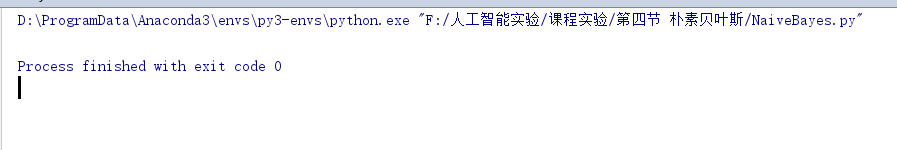 D:\ProgramData\Anaconda3\envs\py3-envs\python.exe "F:/人工智能实验/课程实验/第四节 朴素贝叶斯/NaiveBayes.py"
Process finished with exit code 0